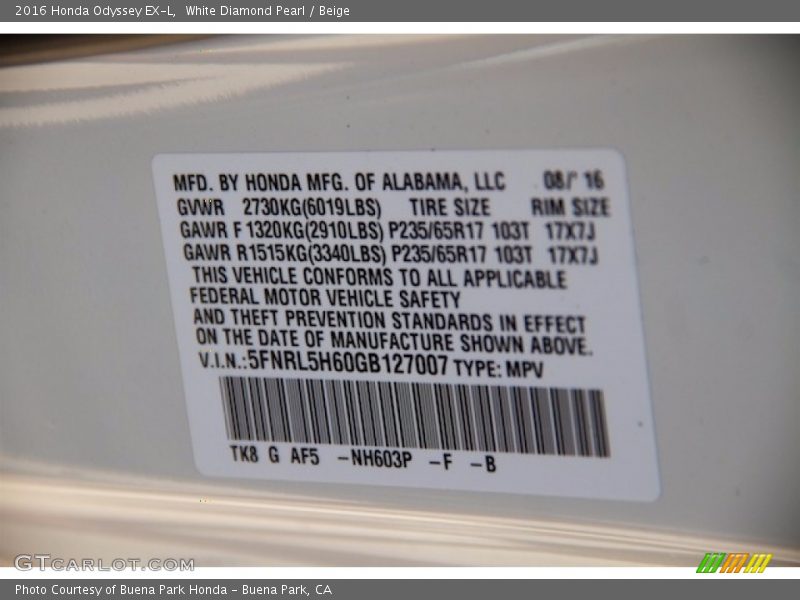 2016 Honda Odyssey EX-L, White Diamond Pearl / Beige
MFD. BY HONDA MFG. OF ALABAMA, LLC 08/ 16
GVWR 2730KG(6019LBS) TIRE SIZE RIM SIZE
GAWR F 1320KG(2910LBS) P235/65R17 103T 17X7J
GAWR R1515KG(3340LBS) P235/65R17 103T 17X7J
THIS VEHICLE CONFORMS TO ALL APPLICABLE
FEDERAL MOTOR VEHICLE SAFETY
AND THEFT PREVENTION STANDARDS IN EFFECT
ON THE DATE OF MANUFACTURE SHOWN ABOVE.
V.I.N.:5FNRL5H60GB127007 TYPE: MPV
TK8 G AF5 -NH603P -F -B
GTCARLOT.COM
Photo Courtesy of Buena Park Honda - Buena Park, CA